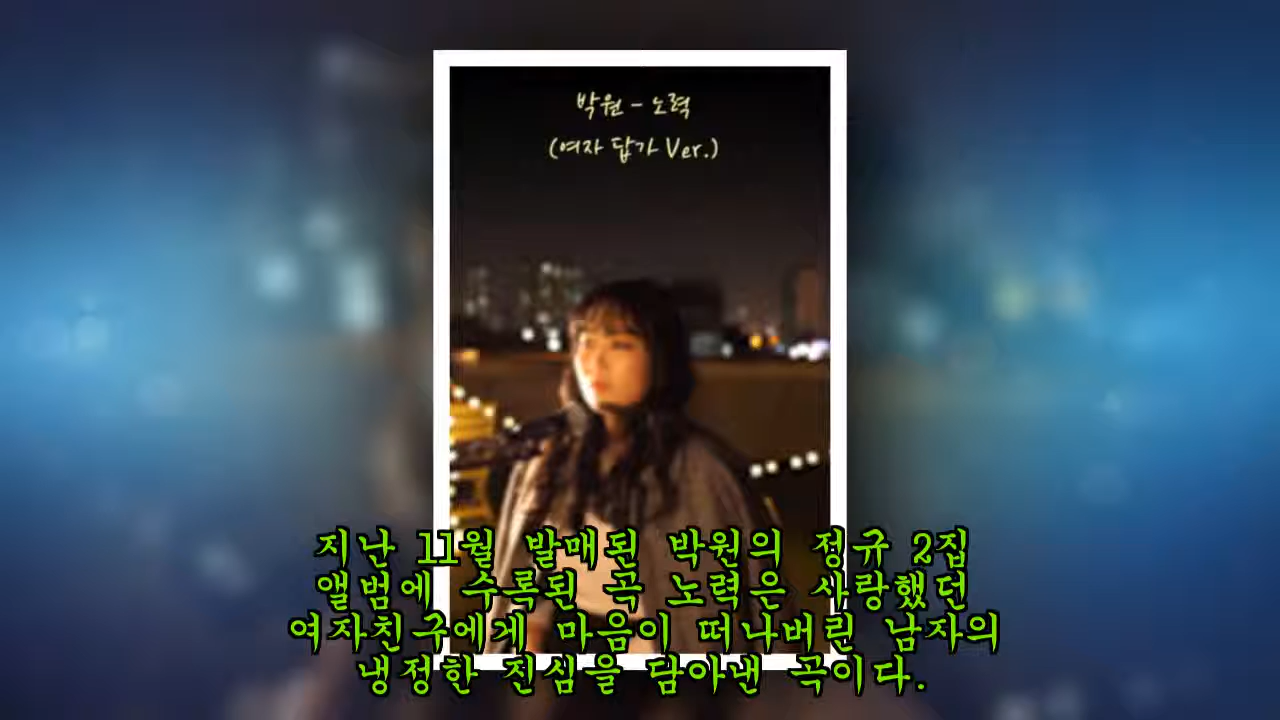 박원 - 노력
(여자 답가 Ver.)
지난 11월 발매된 박원의 정규 2집
앨범에 수록된 곡 노력은 사랑했던
여자친구에게 마음이 떠나버린 남자의
냉정한 진심을 담아낸 곡이다.